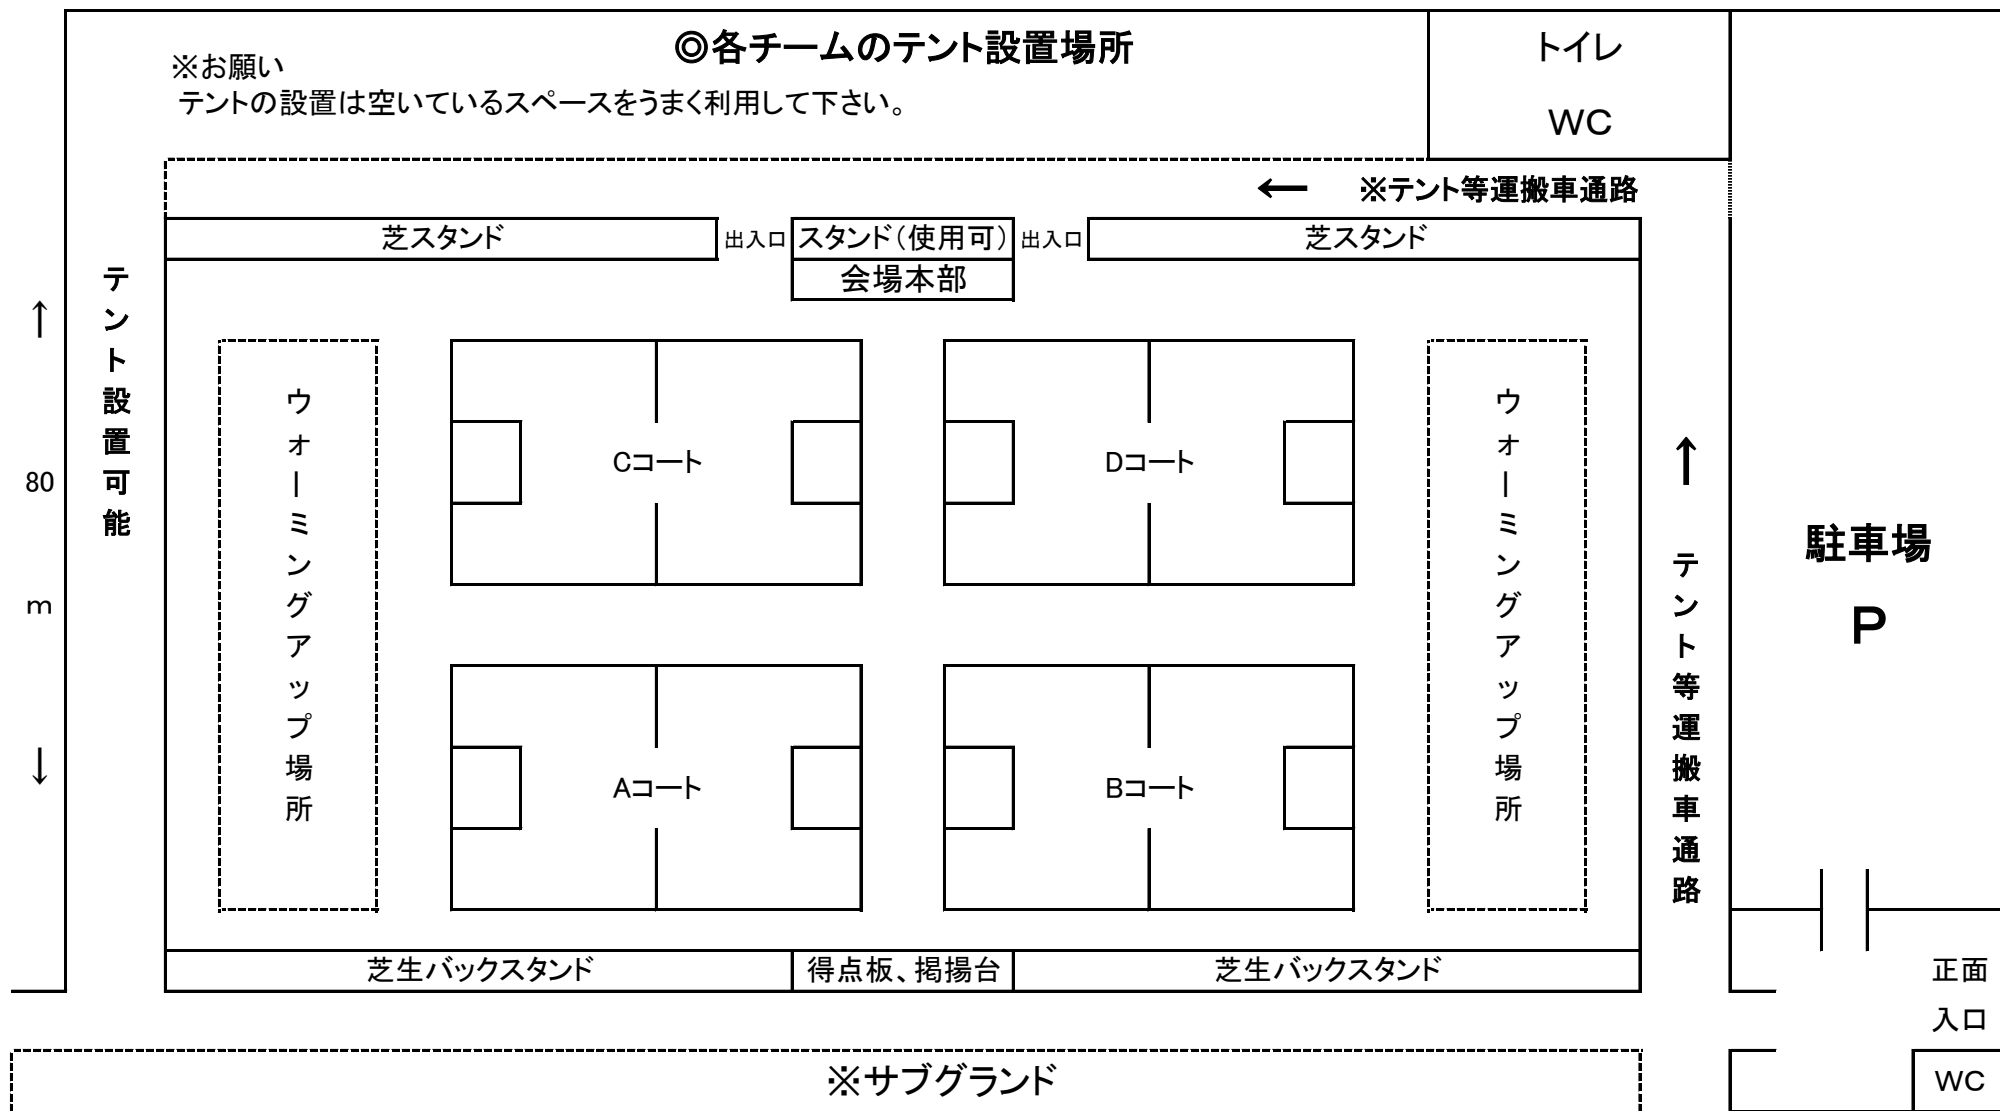 ◎各チームのテント設置場所
トイレ
WC
※お願い
テントの設置は空いているスペースをうまく利用して下さい。
← ※テント等運搬車通路
芝スタンド
出入口
スタンド(使用可)
出入口
芝スタンド
会場本部
テント設置可能
↑
80
m
↓
ウォーミングアップ場所
Cコート
Dコート
ウォーミングアップ場所
↑
テント等運搬車通路
駐車場
P
Aコート
Bコート
芝生バックスタンド
得点板、掲揚台
芝生バックスタンド
正面
入口
※サブグランド
WC